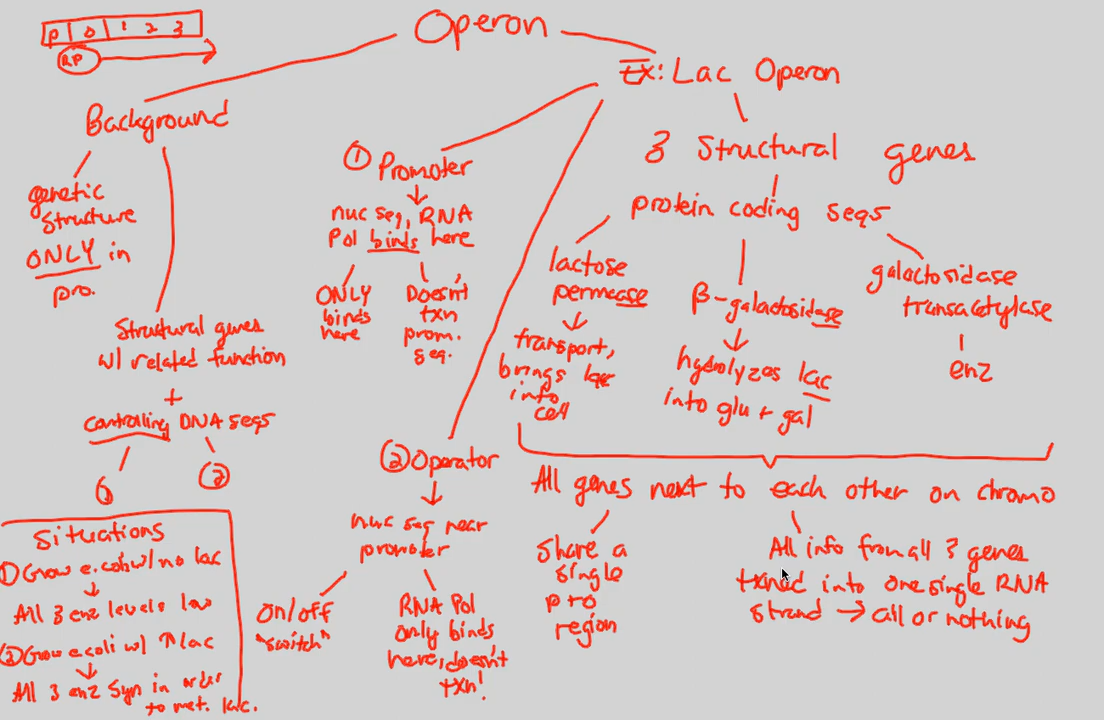 Operon
P O 1 2 3
RP
Ex: Lac Operon
Background
genetic
structure
ONLY in
pro.
Structural genes
w/ related function
+
controlling DNA seqs
①
②
① Promoter
nuc seq, RNA
Pol binds here
ONLY
binds
here
Doesn't
txn
prom.
seq.
② Operator
nuc seq near
promoter
on/off
"switch"
RNA Pol
only binds
here, doesn't
txn!
3 Structural genes
protein coding seqs
lactose
permease
transport,
brings lac
into
cell
β-galactosidase
hydrolyzes lac
into glu + gal
galactosidase
transacetylase
enz
All genes next to each other on chromo
Share a
single
pro
region
All info from all 3 genes
txned into one single RNA
strand → all or nothing
Situations
① Grow e.coli w/ no lac
↓
All 3 enz levels low
② Grow e.coli w/ ↑ lac
↓
All 3 enz syn in order
to met. lac.